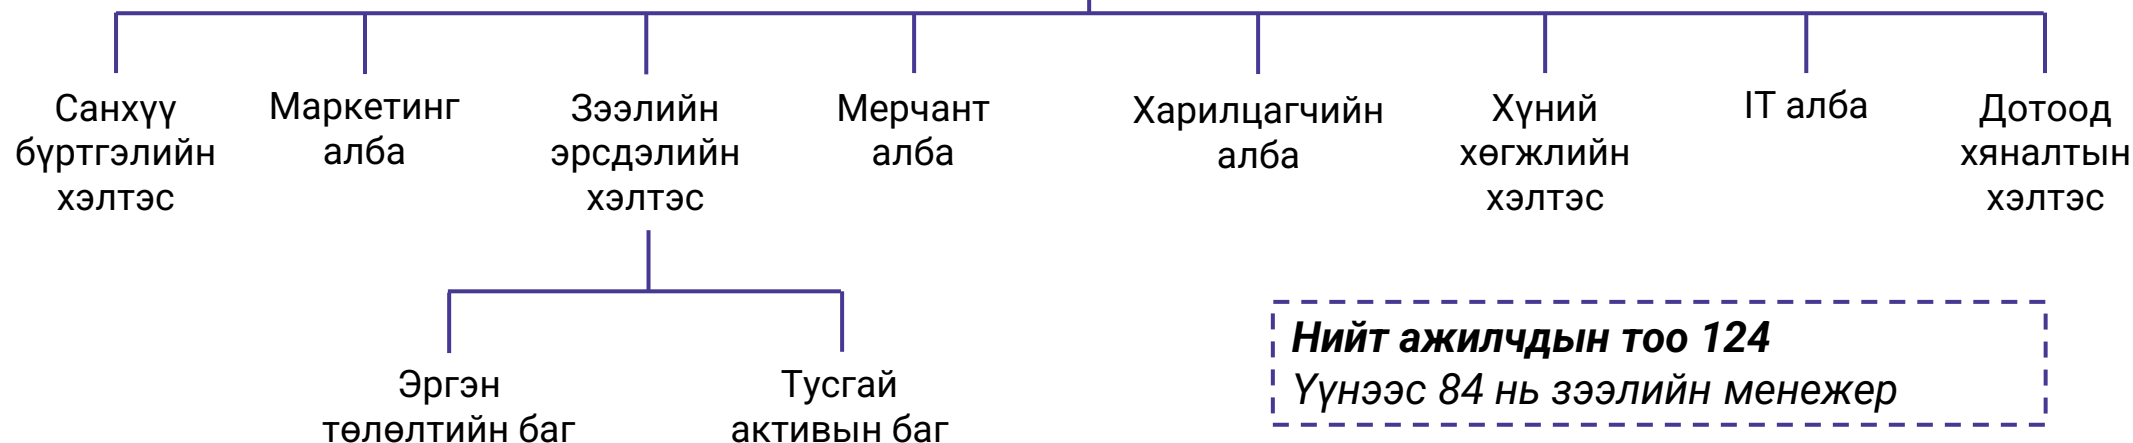 Санхүү
бүртгэлийн
хэлтэс
Маркетинг
алба
Зээлийн
эрсдэлийн
хэлтэс
Мерчант
алба
Харилцагчийн
алба
Хүний
хөгжлийн
хэлтэс
IT алба
Дотоод
хяналтын
хэлтэс
Эргэн
төлөлтийн баг
Тусгай
активын баг
Нийт ажилчдын тоо 124
Үүнээс 84 нь зээлийн менежер